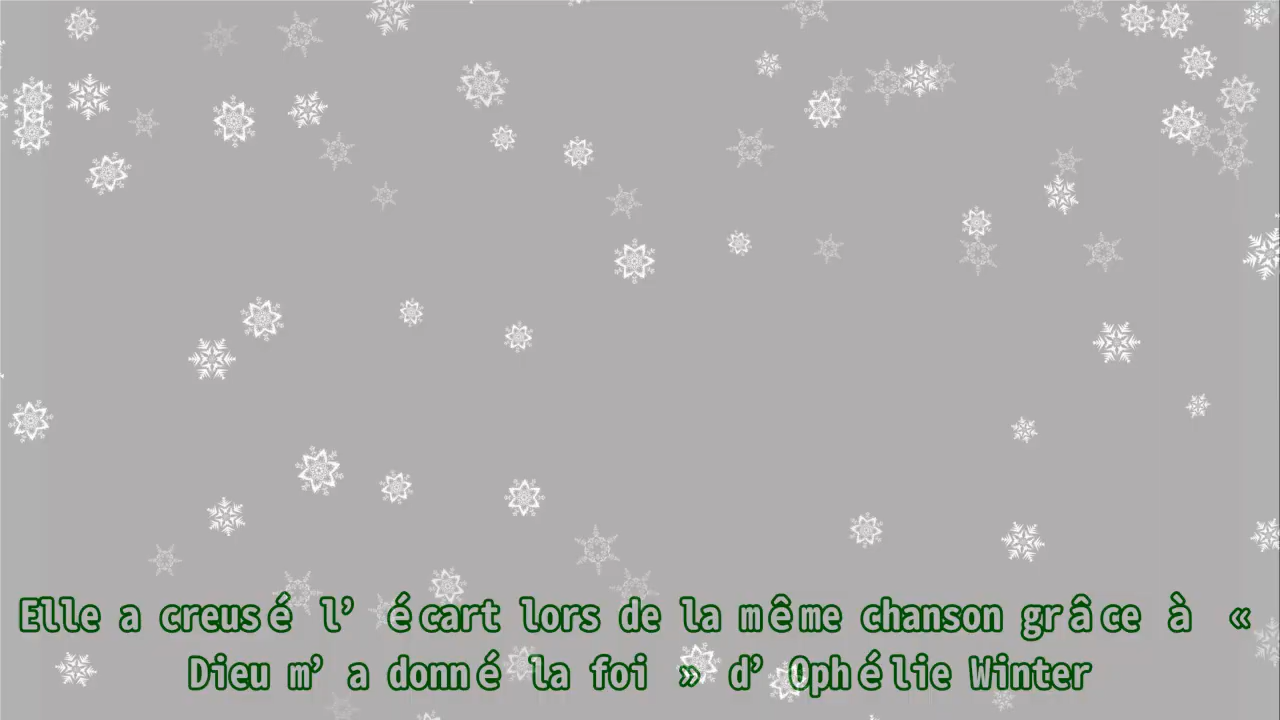 Elle a creusé l’écart lors de la même chanson grâce à «
Dieu m’a donné la foi » d’Ophélie Winter